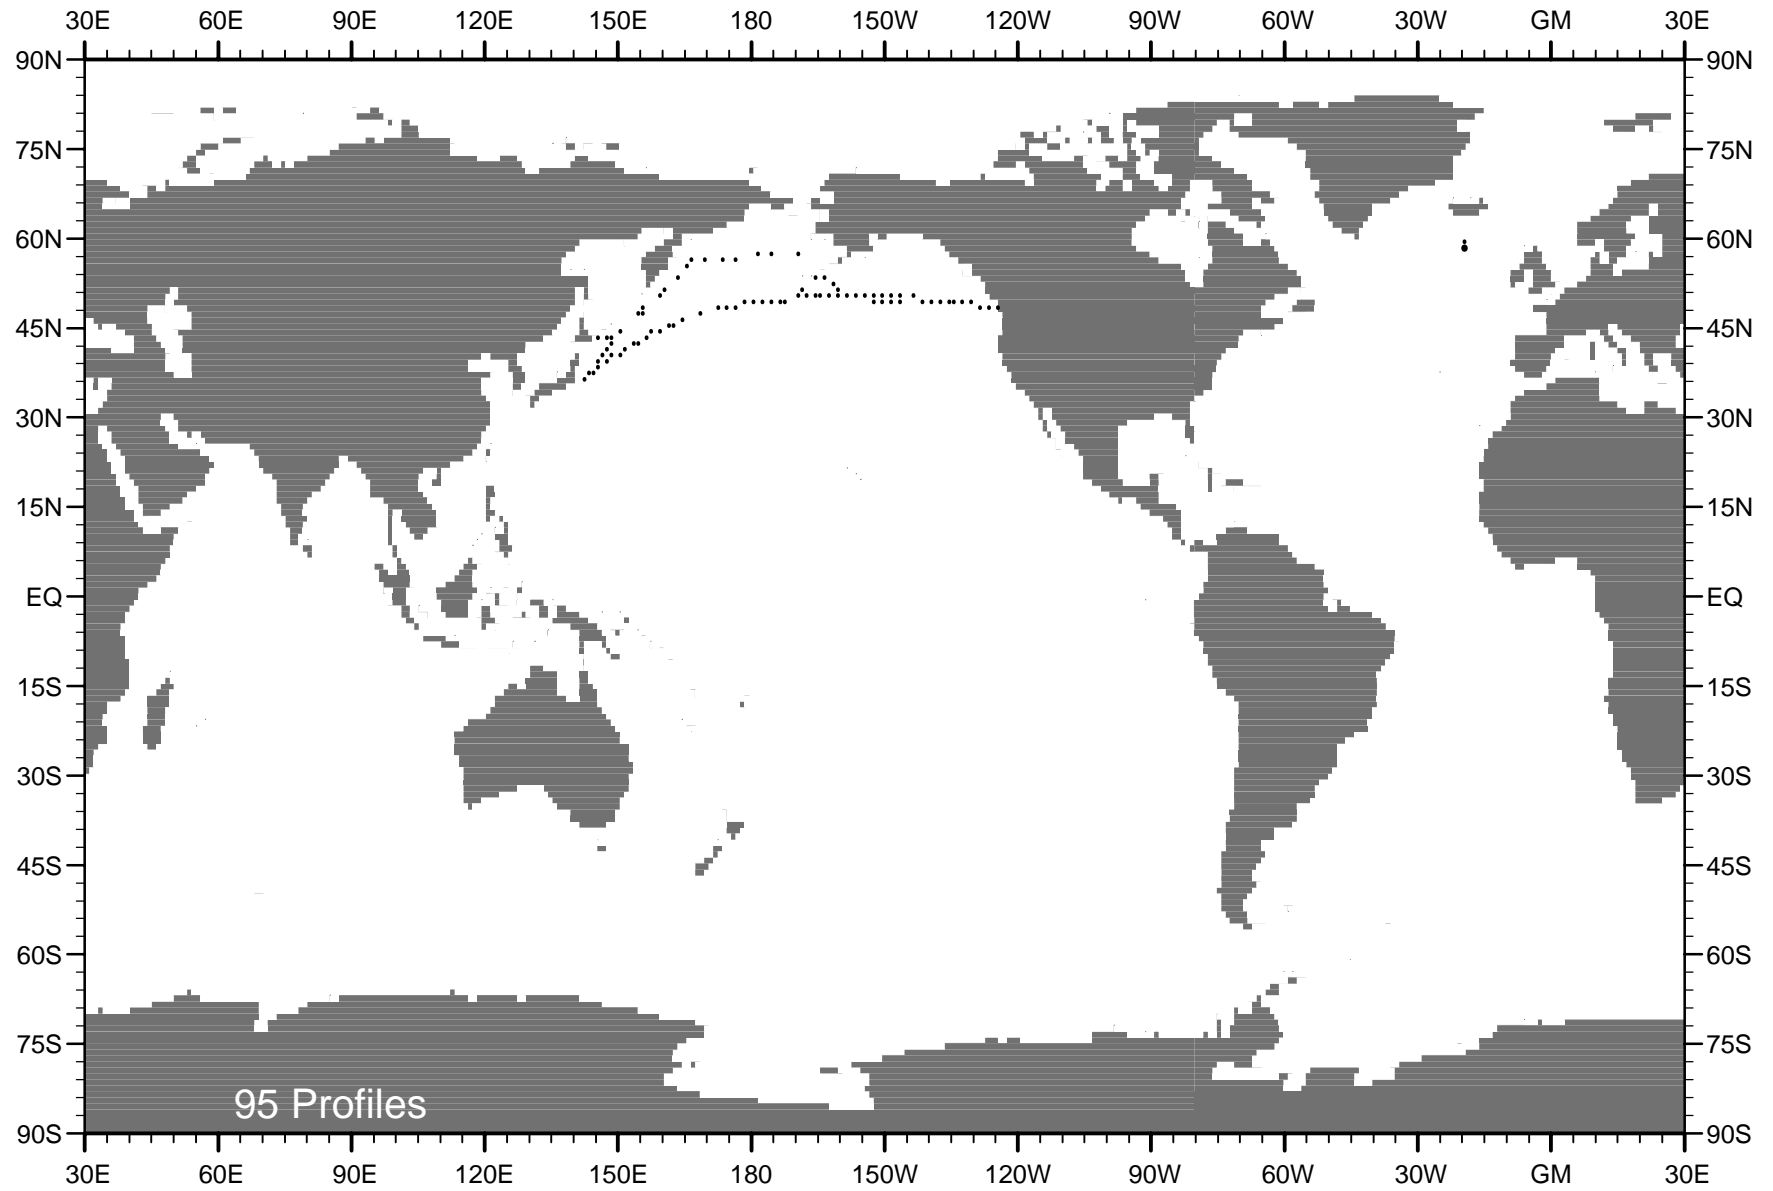 30E 60E 90E 120E 150E 180 150W 120W 90W 60W 30W GM 30E
90N 90N
75N 75N
60N 60N
45N 45N
30N 30N
15N 15N
EQ EQ
15S 15S
30S 30S
45S 45S
60S 60S
75S 75S
95 Profiles
90S 90S
30E 60E 90E 120E 150E 180 150W 120W 90W 60W 30W GM 30E